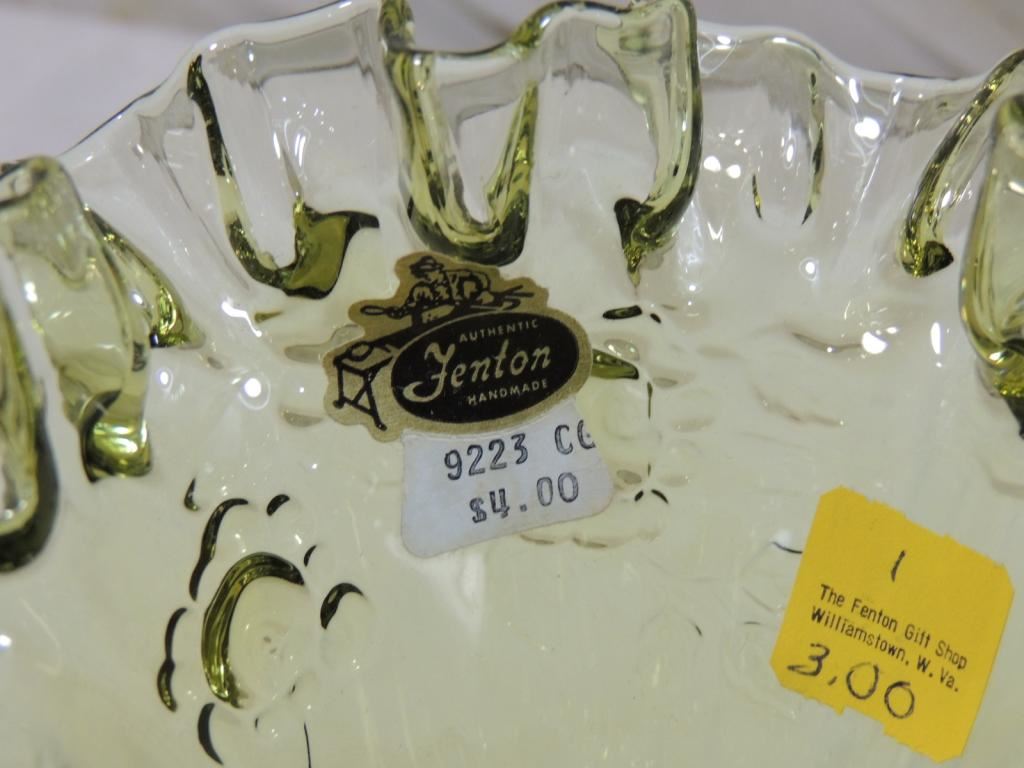 AUTHENTIC
Fenton
HANDMADE
9223 CG
$4.00
1
The Fenton Gift Shop
Williamstown, W. Va.
3,00